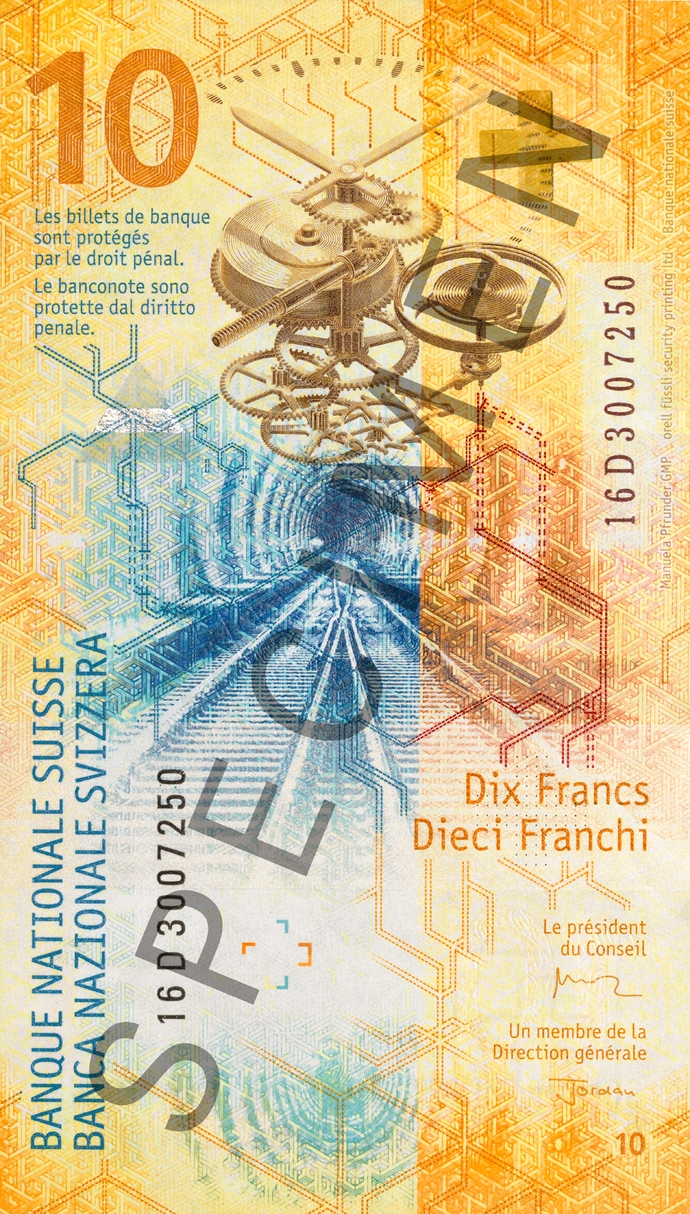 10
Les billets de banque
sont protégés
par le droit pénal.
Le banconote sono
protette dal diritto
penale.
16D3007250
Manuela Pfrunder, GMP orell füssli security printing ltd Banque nationale suisse
BANQUE NATIONALE SUISSE
BANCA NAZIONALE SVIZZERA
16D3007250
SPECIMEN
Dix Francs
Dieci Franchi
Le président
du Conseil
Un membre de la
Direction générale
Jordan
10